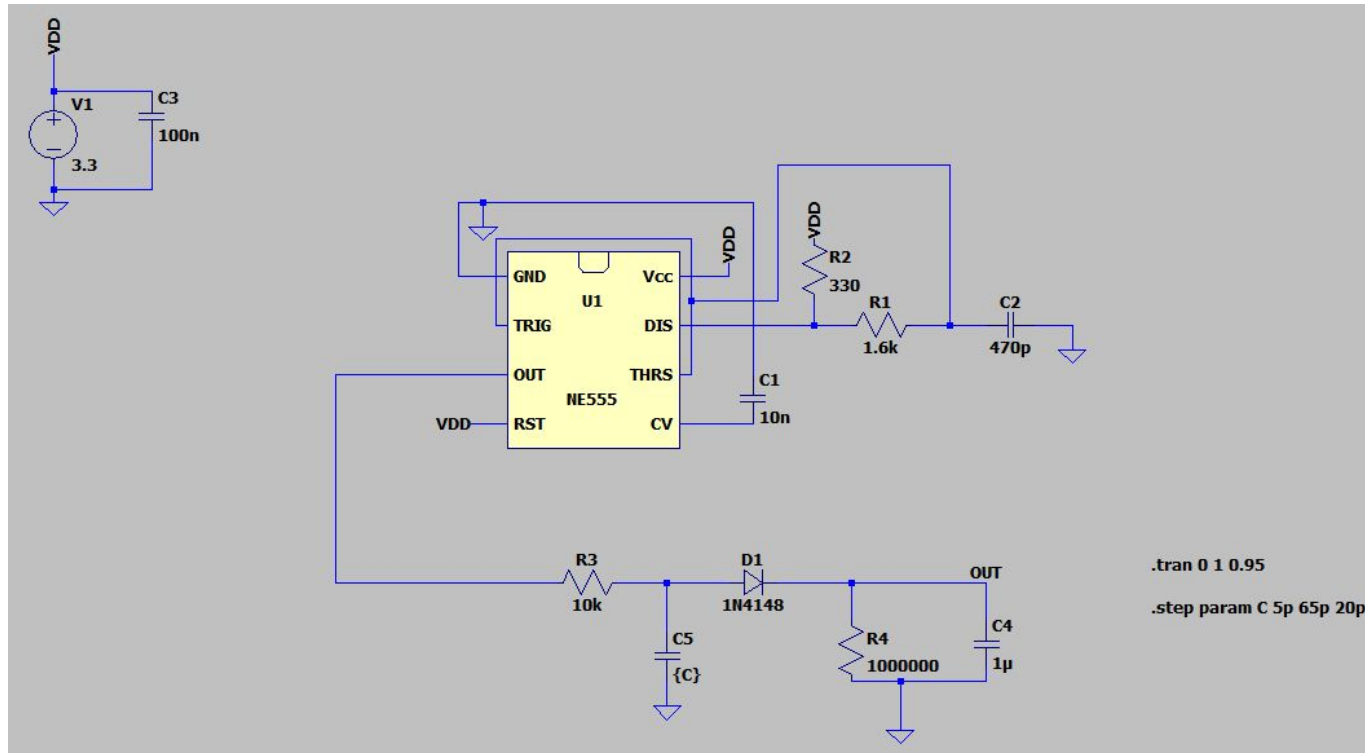 VDD
V1
3.3
C3
100n
GND
TRIG
OUT
RST
U1
NE555
Vcc
DIS
THRS
CV
VDD
VDD
VDD
R2
330
R1
1.6k
C2
470p
C1
10n
R3
10k
C5
{C}
D1
1N4148
OUT
R4
1000000
C4
1µ
.tran 0 1 0.95
.step param C 5p 65p 20p